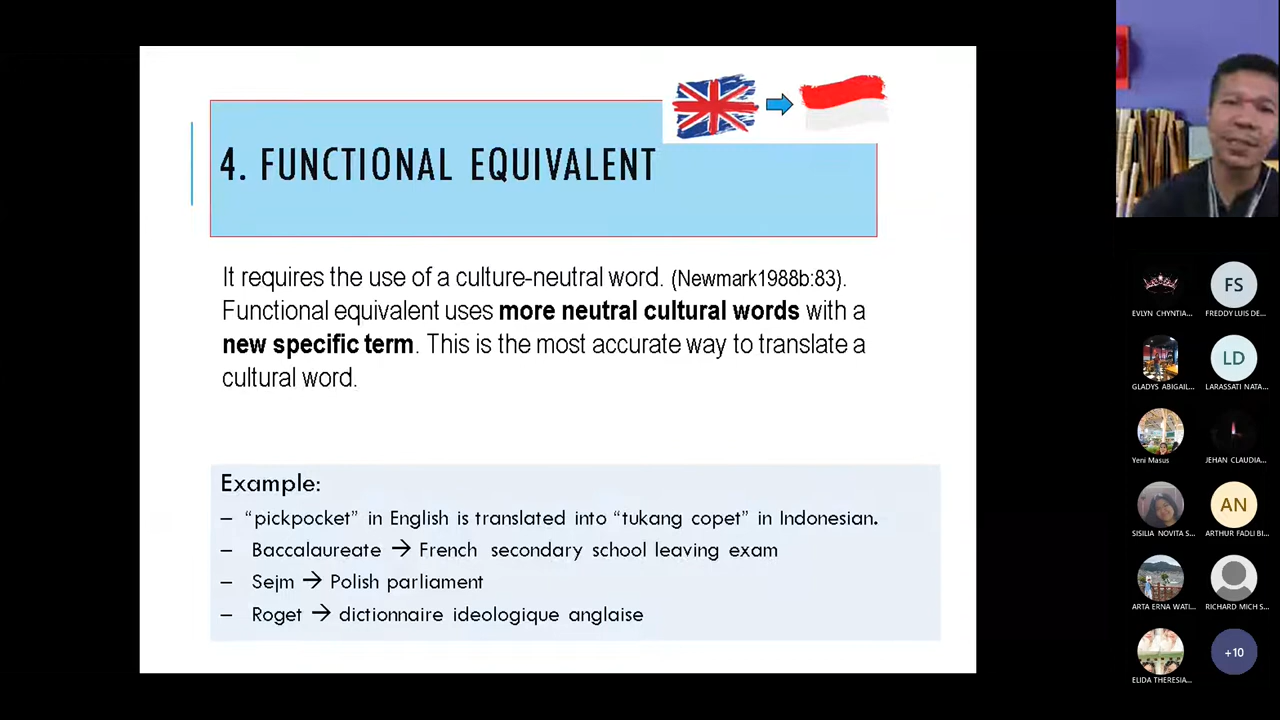 4. FUNCTIONAL EQUIVALENT
It requires the use of a culture-neutral word. (Newmark1988b:83).
Functional equivalent uses more neutral cultural words with a
new specific term. This is the most accurate way to translate a
cultural word.
Example:
– “pickpocket” in English is translated into “tukang copet” in Indonesian.
– Baccalaureate → French secondary school leaving exam
– Sejm → Polish parliament
– Roget → dictionnaire ideologique anglaise
FS
EVLYN CHYNTIA...
FREDDY LUIS DE...
LD
GLADYS ABIGAIL...
LARASSATI NATA...
Yeni Masus
JEHAN CLAUDIA...
AN
SISILIA NOVITA S...
ARTHUR FADLI BI...
ARTA ERNA WATI...
RICHARD MICH S...
+10
ELIDA THERESIA...